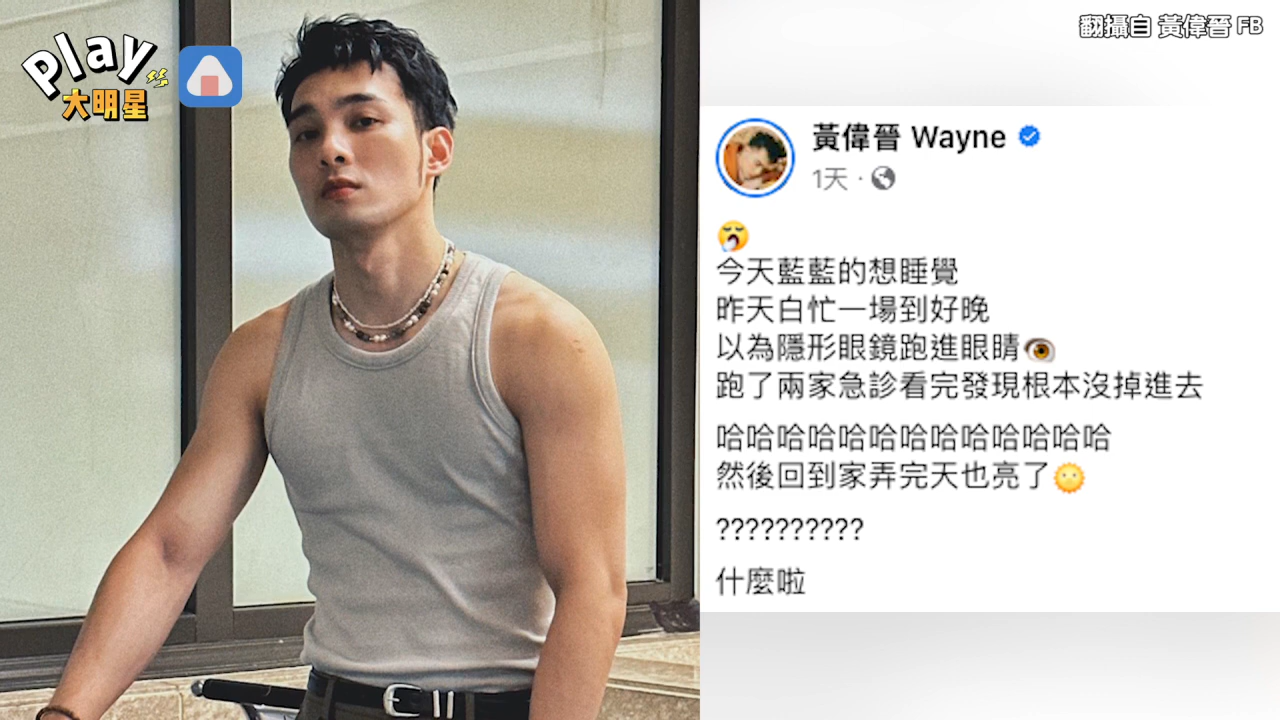 Play
大明星
翻攝自 黃偉晉 FB
黃偉晉 Wayne
1天 ·
今天藍藍的想睡覺
昨天白忙一場到好晚
以為隱形眼鏡跑進眼睛
跑了兩家急診看完發現根本沒掉進去
哈哈哈哈哈哈哈哈哈哈哈哈哈
然後回到家弄完天也亮了
??????????
什麼啦